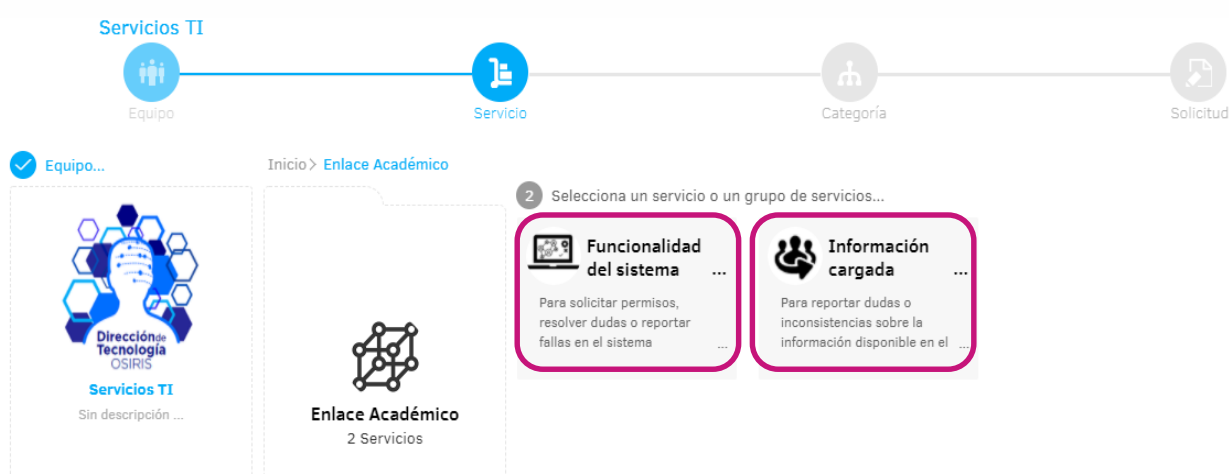 Servicios TI
Equipo
Servicio
Categoría
Solicitud
Equipo...
Inicio> Enlace Académico
2 Selecciona un servicio o un grupo de servicios...
Dirección de
Tecnología
OSIRIS
Servicios TI
Sin descripción ...
Enlace Académico
2 Servicios
Funcionalidad
del sistema ...
Para solicitar permisos,
resolver dudas o reportar
fallas en el sistema ...
Información
cargada ...
Para reportar dudas o
inconsistencias sobre la
información disponible en el ...